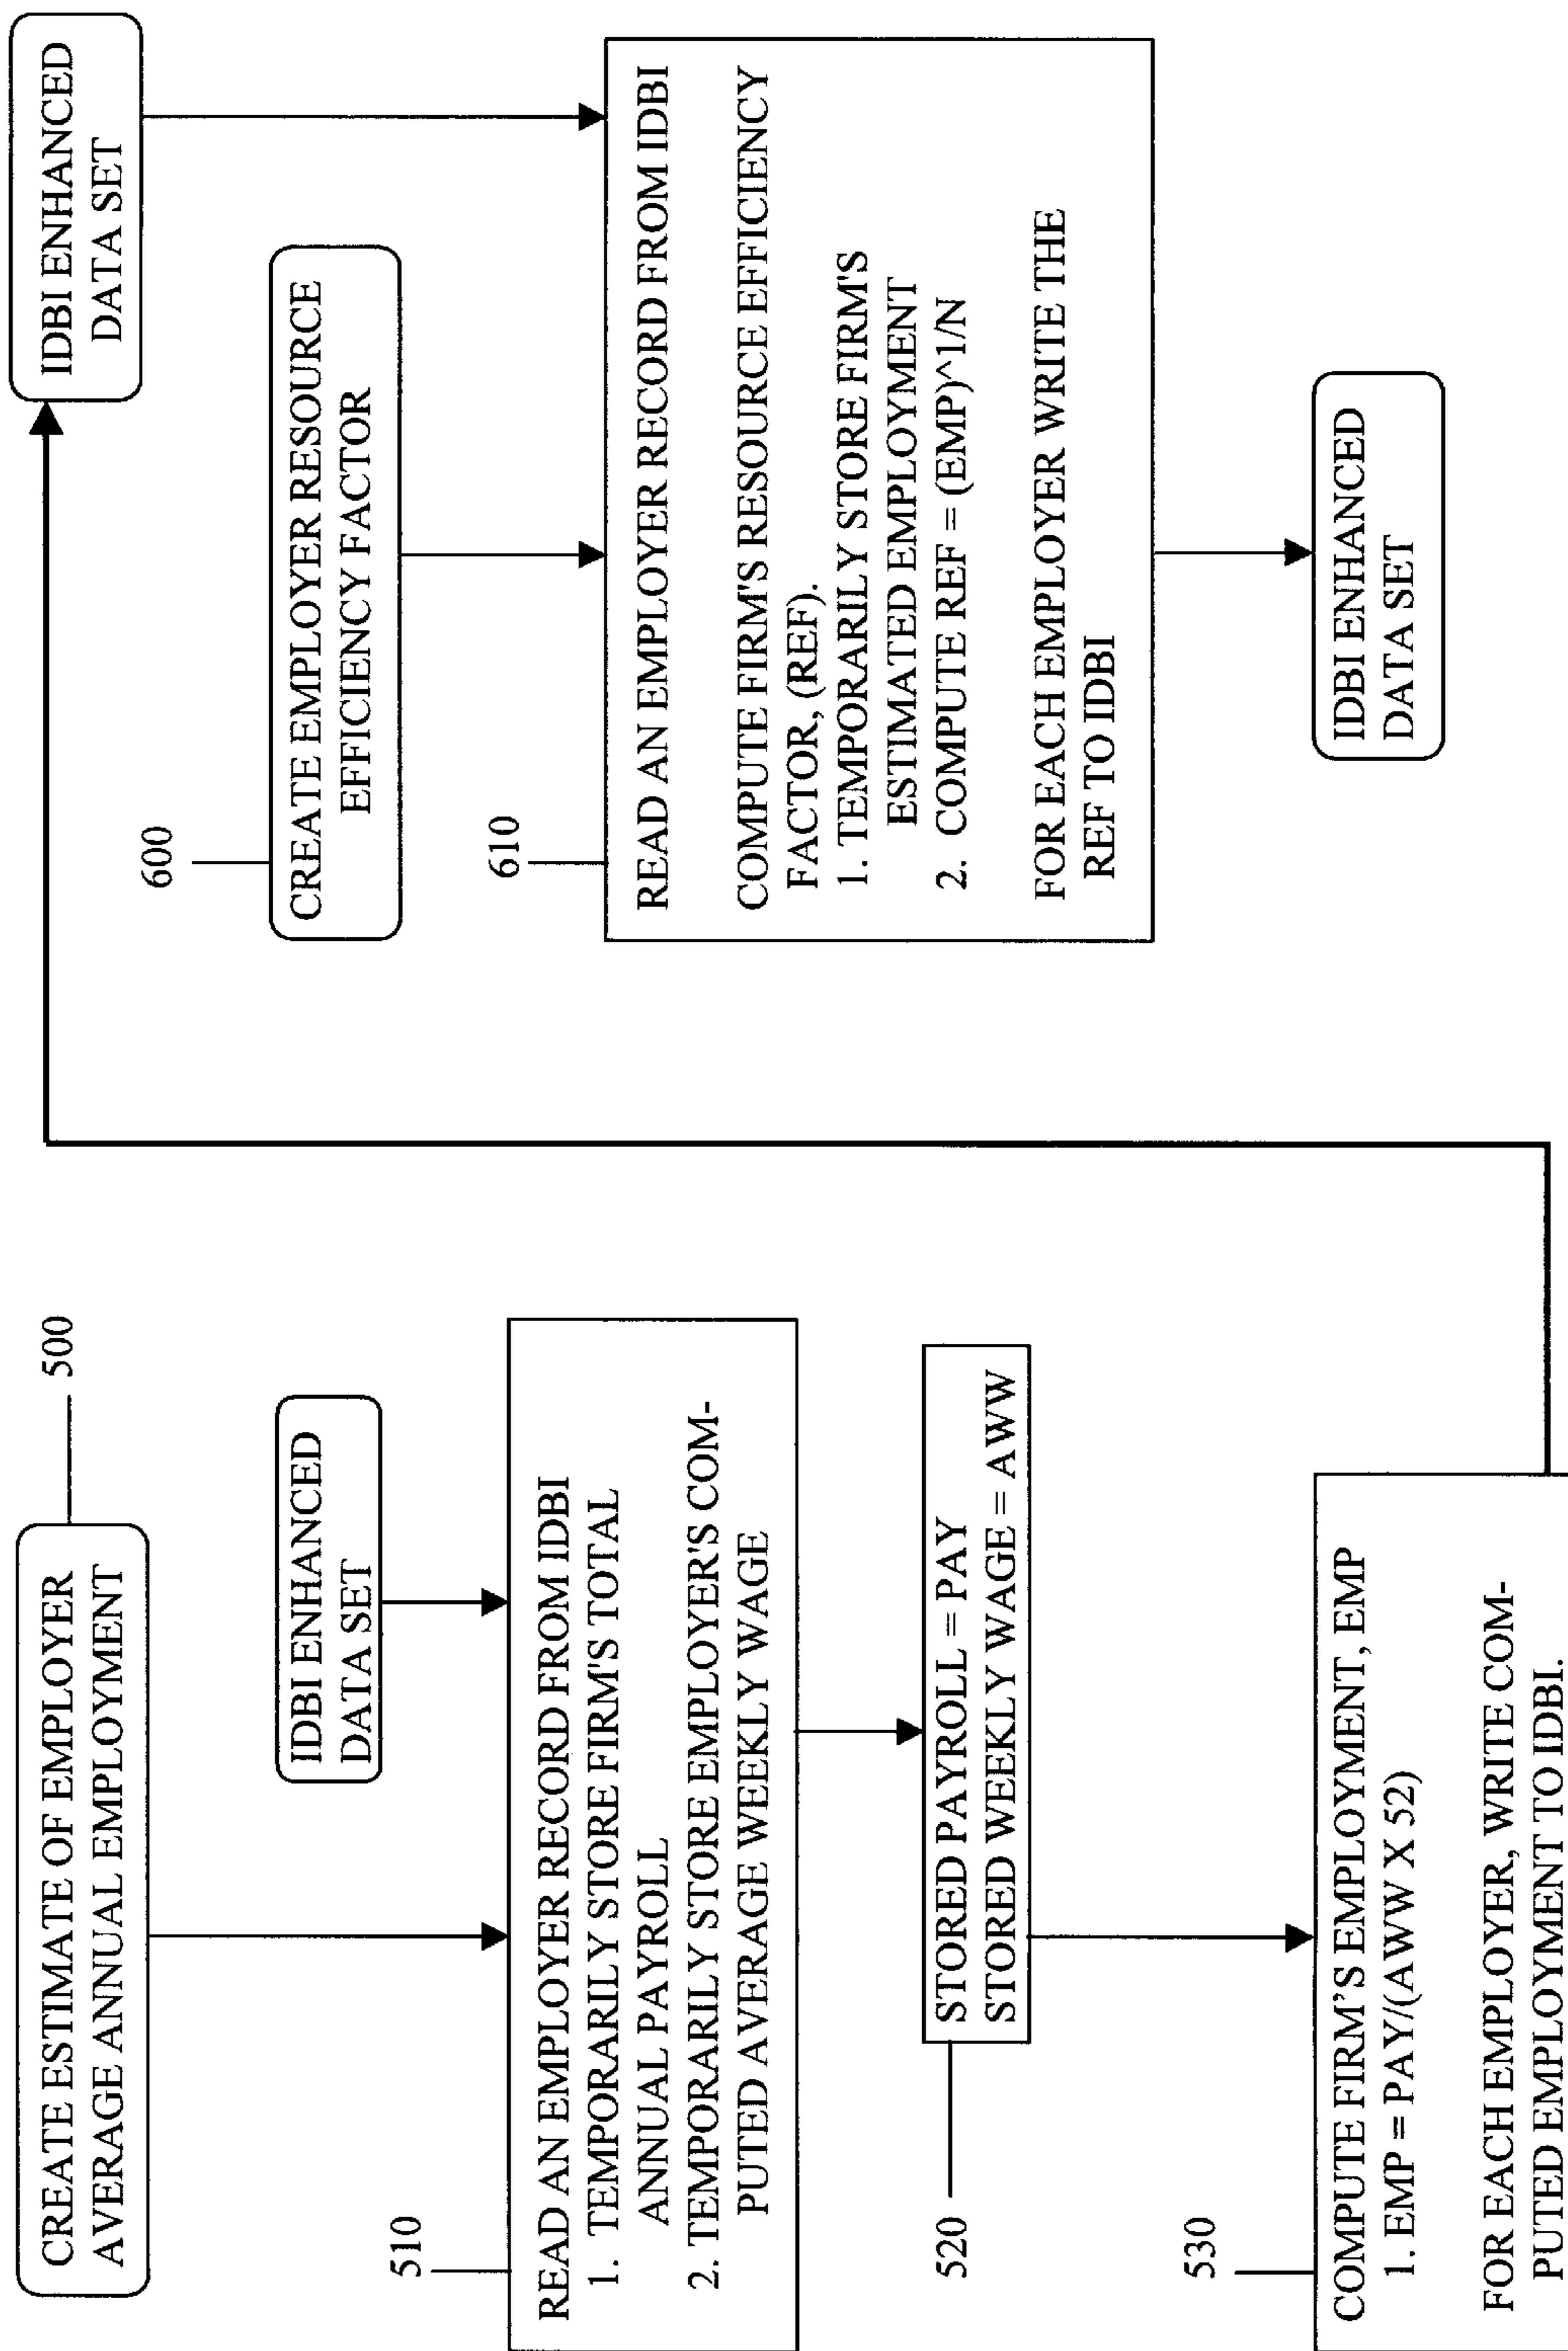 CREATE ESTIMATE OF EMPLOYER
AVERAGE ANNUAL EMPLOYMENT
500
IDBI ENHANCED
DATA SET
510
READ AN EMPLOYER RECORD FROM IDBI
1. TEMPORARILY STORE FIRM'S TOTAL
ANNUAL PAYROLL
2. TEMPORARILY STORE EMPLOYER'S COM-
PUTED AVERAGE WEEKLY WAGE
520
STORED PAYROLL = PAY
STORED WEEKLY WAGE = AWW
530
COMPUTE FIRM’S EMPLOYMENT, EMP
1. EMP = PAY/(AWW X 52)
FOR EACH EMPLOYER, WRITE COM-
PUTED EMPLOYMENT TO IDBI.
IDBI ENHANCED
DATA SET
600
CREATE EMPLOYER RESOURCE
EFFICIENCY FACTOR
610
READ AN EMPLOYER RECORD FROM IDBI
COMPUTE FIRM'S RESOURCE EFFICIENCY
FACTOR, (REF).
1. TEMPORARILY STORE FIRM'S
ESTIMATED EMPLOYMENT
2. COMPUTE REF = (EMP)^1/N
FOR EACH EMPLOYER WRITE THE
REF TO IDBI
IDBI ENHANCED
DATA SET